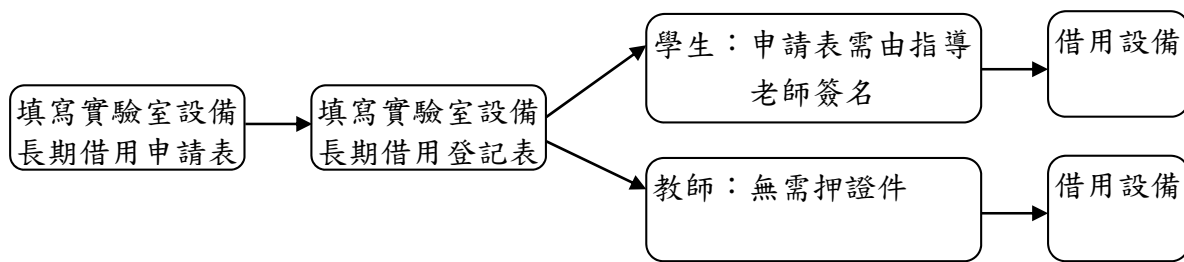 填寫實驗室設備
長期借用申請表
填寫實驗室設備
長期借用登記表
學生：申請表需由指導
老師簽名
借用設備
教師：無需押證件
借用設備